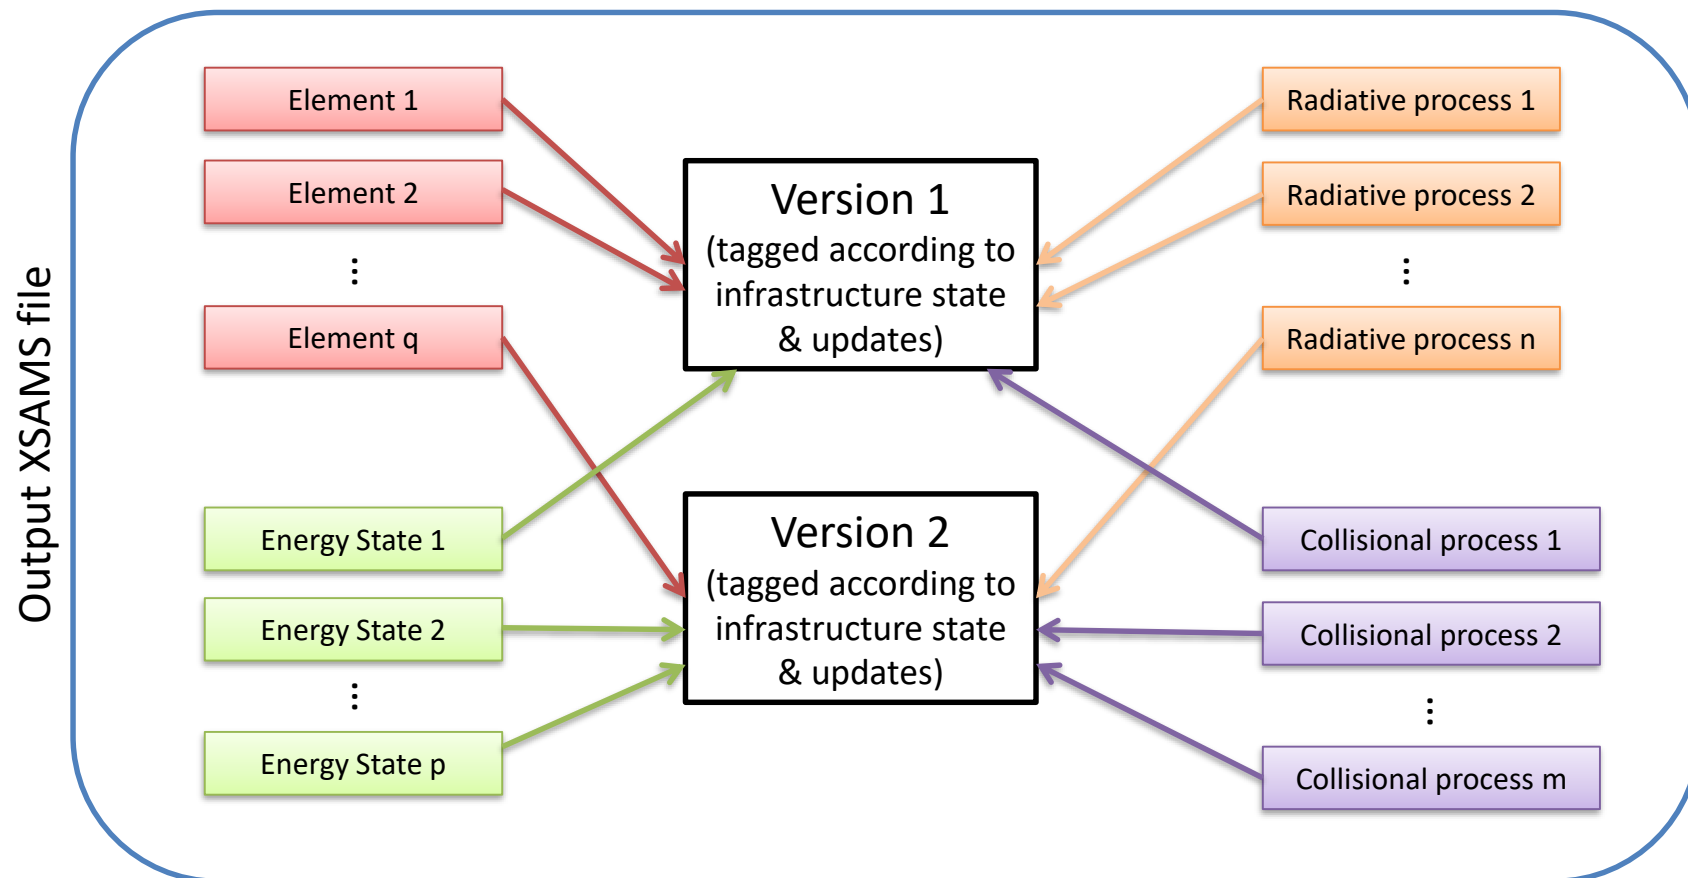 Output XSAMS file
Element 1
Element 2
...
Element q
Energy State 1
Energy State 2
...
Energy State p
Version 1
(tagged according to
infrastructure state
& updates)
Version 2
(tagged according to
infrastructure state
& updates)
Radiative process 1
Radiative process 2
...
Radiative process n
Collisional process 1
Collisional process 2
...
Collisional process m